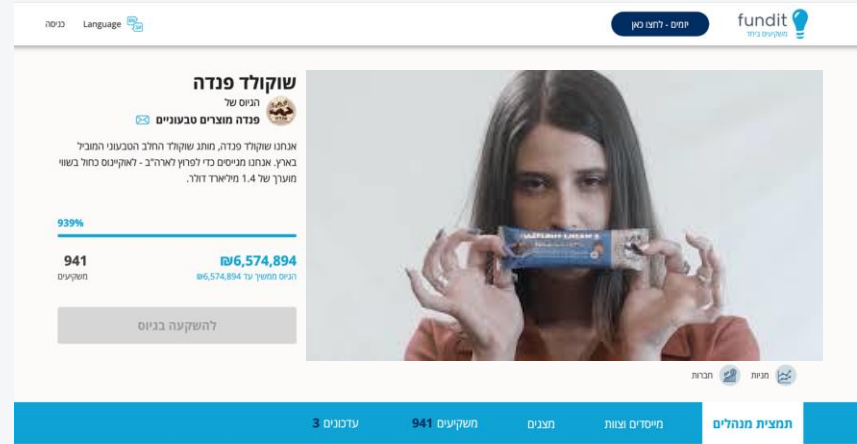 fundit
משקיעים ביחד
יזמים - לחצו כאן
Language
כניסה
שוקולד פנדה
הגיוס של
פנדה מוצרים טבעוניים
אנחנו שוקולד פנדה, מותג שוקולד החלב הטבעוני המוביל
בארץ. אנחנו מגייסים כדי לפרוץ לארה"ב - לאוקיינוס כחול בשווי
מוערך של 1.4 מיליארד דולר.
939%
₪6,574,894
הגיוס ממשיך עד ₪6,574,894
941
משקיעים
להשקעה בגיוס
מניות
חברות
תמצית מנהלים
מייסדים וצוות
מצגים
משקיעים 941
עדכונים 3